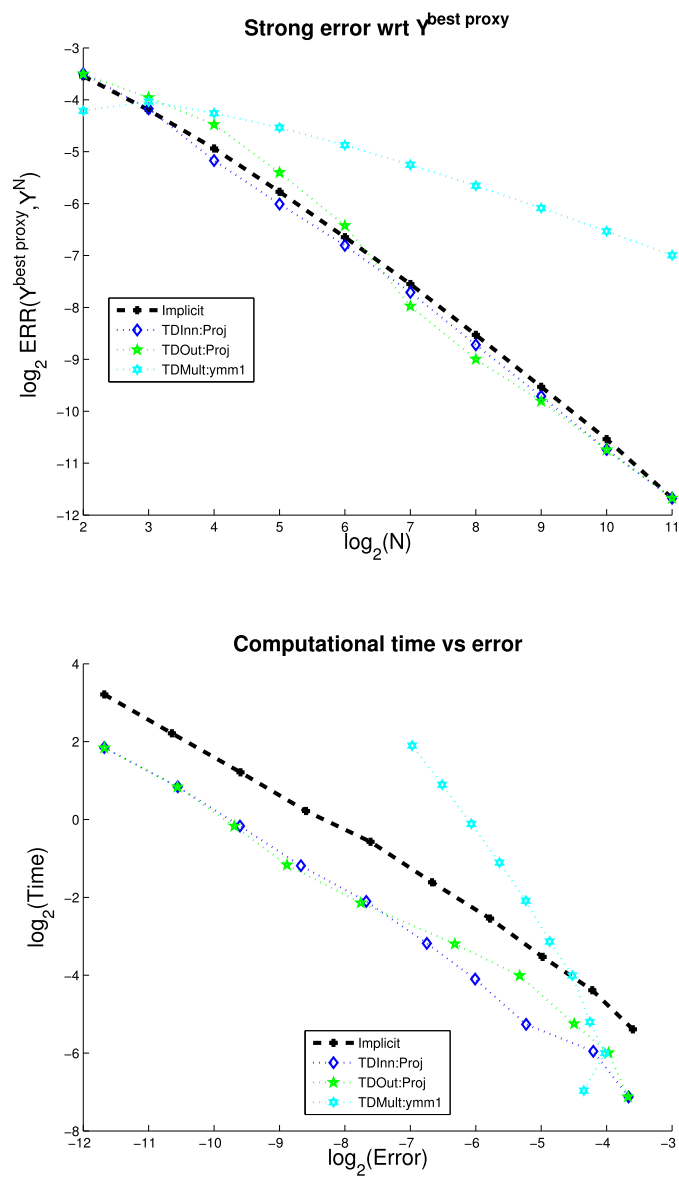 Strong error wrt Y^best proxy
−3
−4
−5
−6
−7
−8
−9
−10
−11
−12
log2 ERR(Y^best proxy,Y^N)
Implicit
TDInn:Proj
TDOut:Proj
TDMult:ymm1
2 3 4 5 6 7 8 9 10 11
log2(N)
Computational time vs error
4
2
0
−2
−4
−6
−8
log2(Time)
Implicit
TDInn:Proj
TDOut:Proj
TDMult:ymm1
−12 −11 −10 −9 −8 −7 −6 −5 −4 −3
log2(Error)